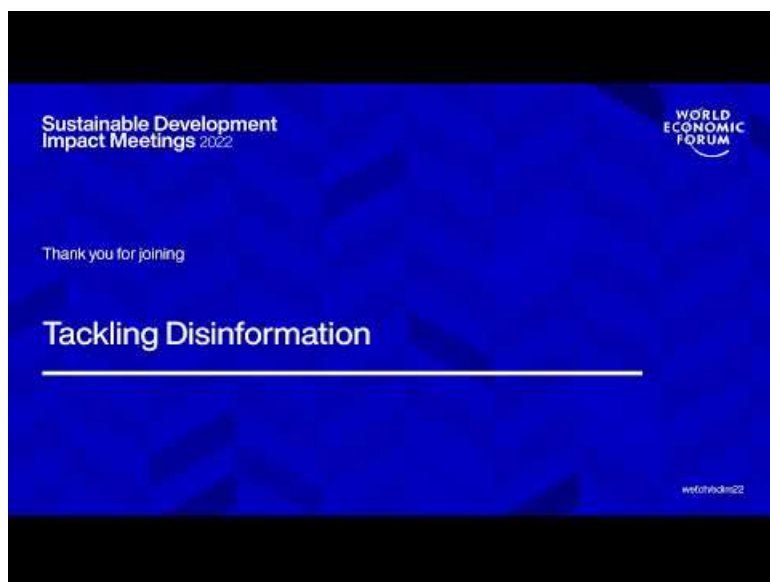 Sustainable Development
Impact Meetings 2022
WORLD
ECONOMIC
FORUM
Thank you for joining
Tackling Disinformation